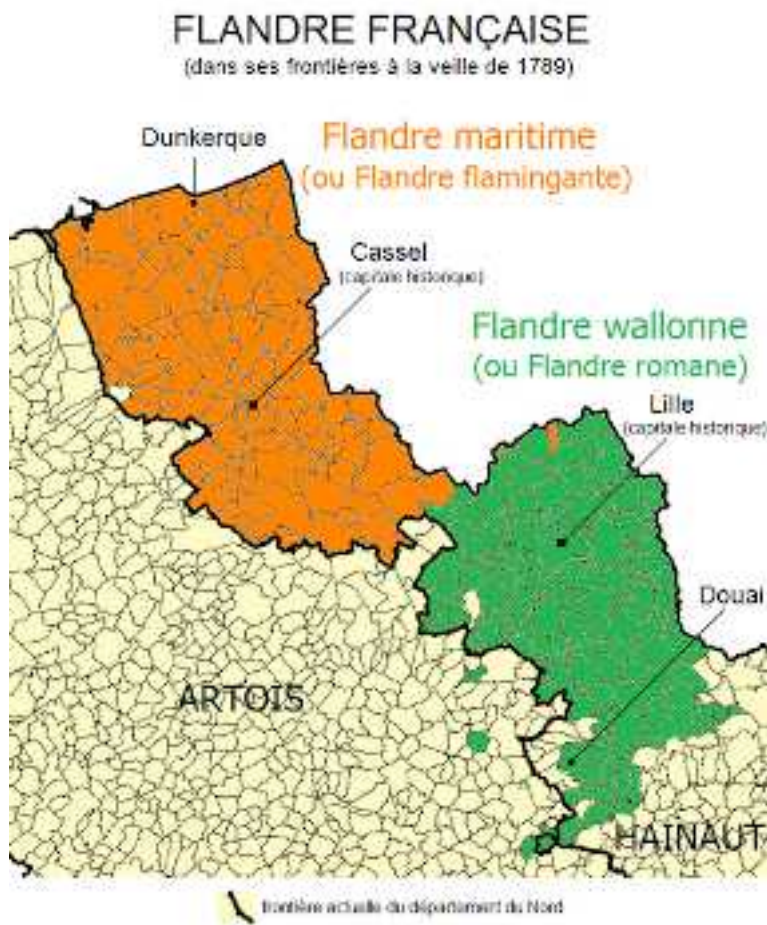 FLANDRE FRANÇAISE
(dans ses frontières à la veille de 1789)
Dunkerque
Flandre maritime
(ou Flandre flamingante)
Cassel
(capitale historique)
Flandre wallonne
(ou Flandre romane)
Lille
(capitale historique)
Douai
ARTOIS
HAINAUT
frontière actuelle du département du Nord